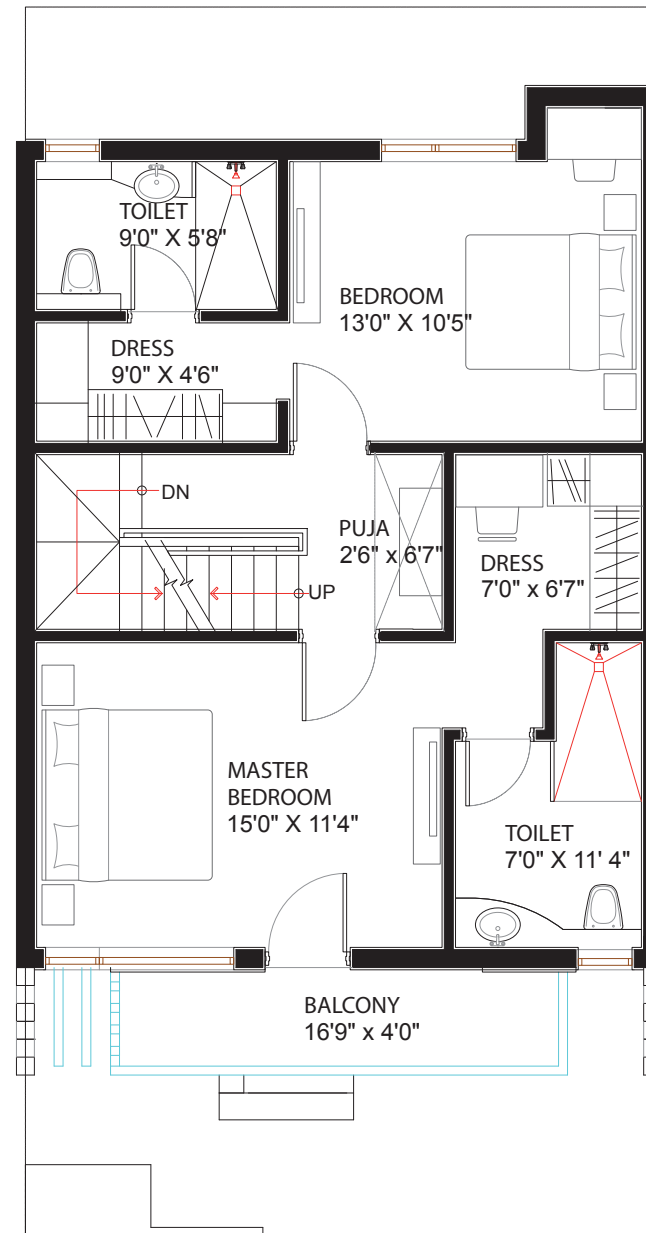 TOILET
9'0" X 5'8"
BEDROOM
13'0" X 10'5"
DRESS
9'0" X 4'6"
DN
PUJA
2'6" x 6'7"
DRESS
7'0" x 6'7"
UP
MASTER
BEDROOM
15'0" X 11'4"
TOILET
7'0" X 11' 4"
BALCONY
16'9" x 4'0"